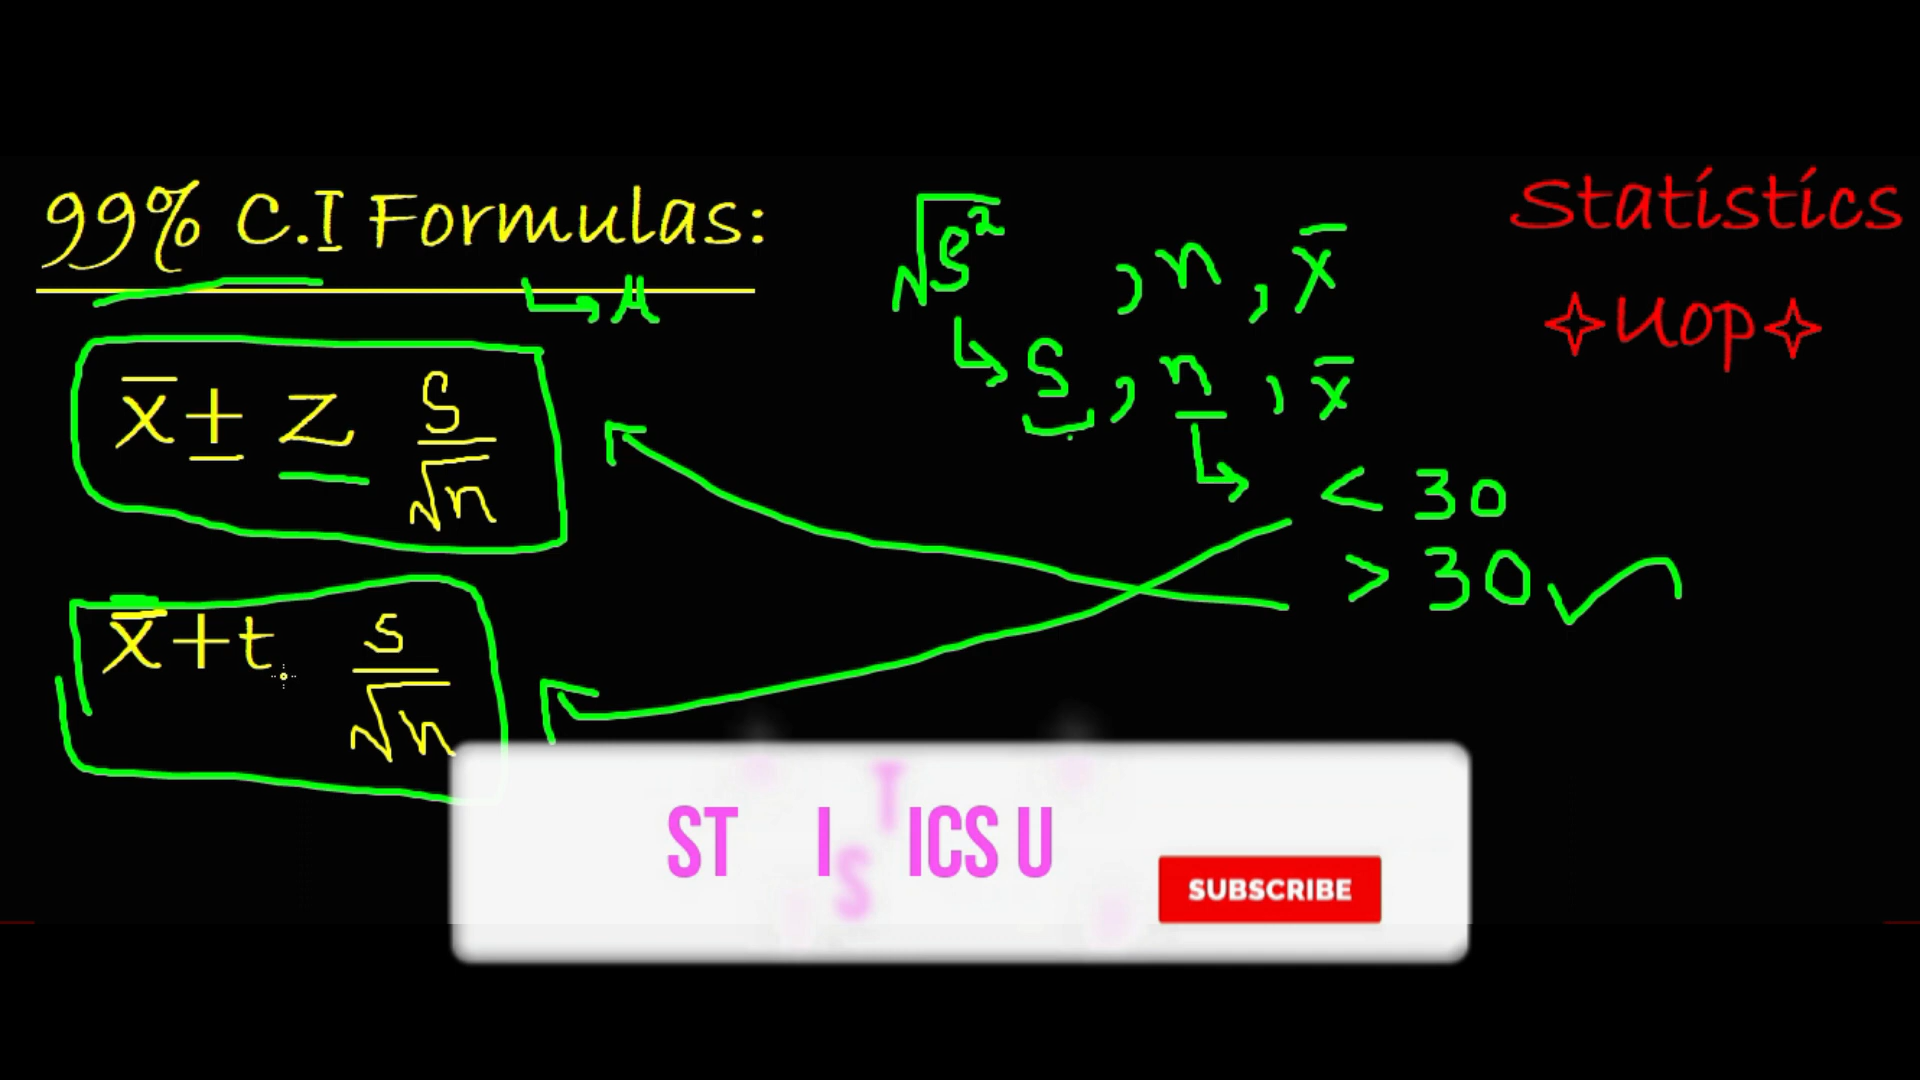 99% C.I Formulas:
→ μ
x̄ ± z s/√n
x̄ + t s/√n
√s² , n , x̄
→ s , n , x̄
→ < 30
> 30 ✓
Statistics
✧Uop✧
ST I S T ICS U
SUBSCRIBE